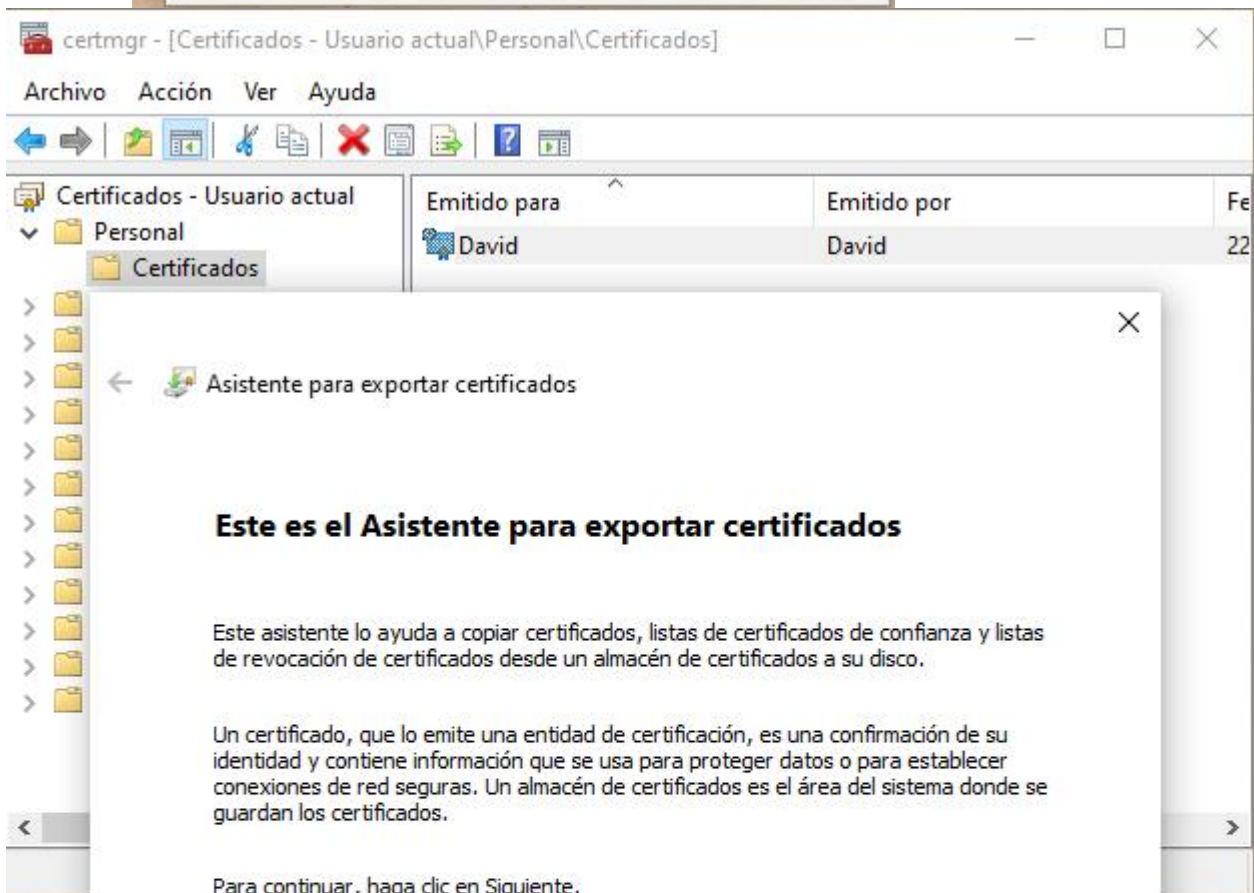 certmgr - [Certificados - Usuario actual\Personal\Certificados]
Archivo Acción Ver Ayuda
Certificados - Usuario actual
Personal
Certificados
Emitido para Emitido por Fe
David David 22
Asistente para exportar certificados
Este es el Asistente para exportar certificados
Este asistente lo ayuda a copiar certificados, listas de certificados de confianza y listas
de revocación de certificados desde un almacén de certificados a su disco.
Un certificado, que lo emite una entidad de certificación, es una confirmación de su
identidad y contiene información que se usa para proteger datos o para establecer
conexiones de red seguras. Un almacén de certificados es el área del sistema donde se
guardan los certificados.
Para continuar, haga clic en Siguiente.